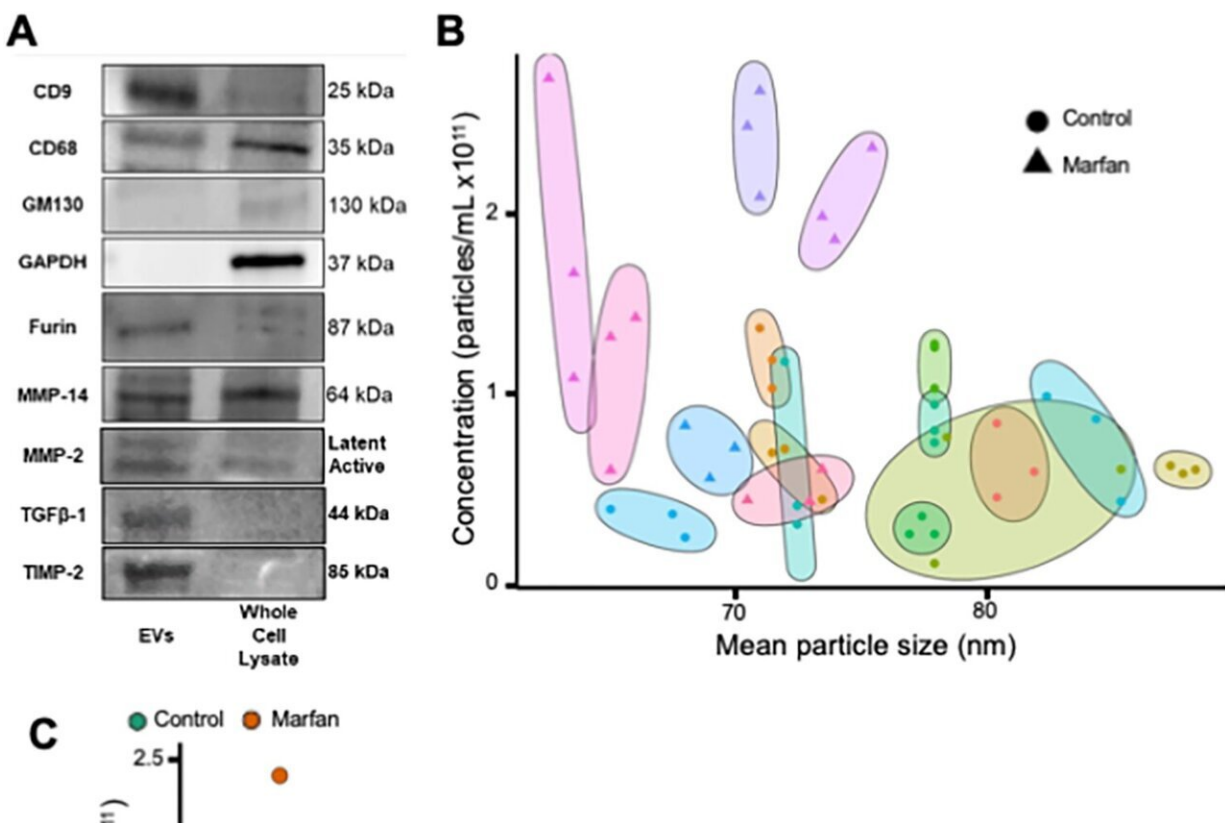 A
CD9
25 kDa
CD68
35 kDa
GM130
130 kDa
GAPDH
37 kDa
Furin
87 kDa
MMP-14
64 kDa
MMP-2
Latent
Active
TGFβ-1
44 kDa
TIMP-2
85 kDa
EVs
Whole
Cell
Lysate
B
Concentration (particles/mL x10¹¹)
2
1
0
70
80
Mean particle size (nm)
Control
Marfan
C
Control
Marfan
2.5